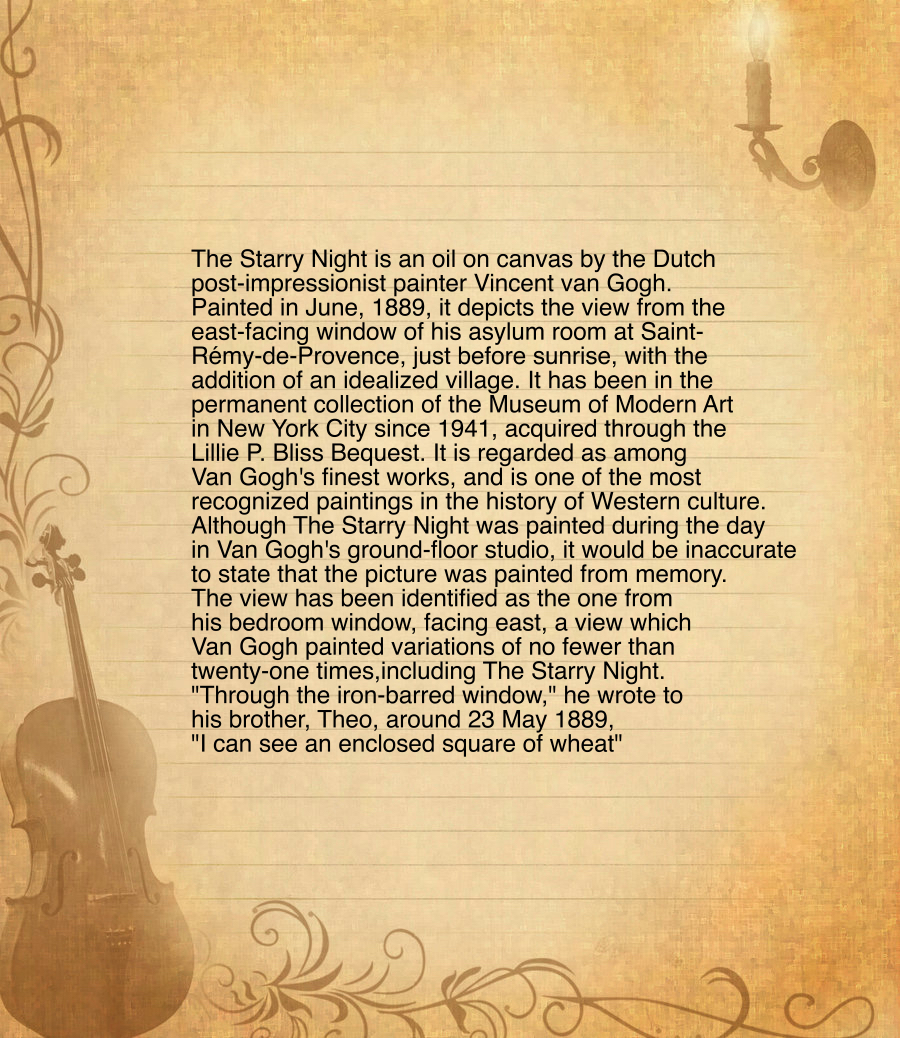 The Starry Night is an oil on canvas by the Dutch
post-impressionist painter Vincent van Gogh.
Painted in June, 1889, it depicts the view from the
east-facing window of his asylum room at Saint-
Rémy-de-Provence, just before sunrise, with the
addition of an idealized village. It has been in the
permanent collection of the Museum of Modern Art
in New York City since 1941, acquired through the
Lillie P. Bliss Bequest. It is regarded as among
Van Gogh's finest works, and is one of the most
recognized paintings in the history of Western culture.
Although The Starry Night was painted during the day
in Van Gogh's ground-floor studio, it would be inaccurate
to state that the picture was painted from memory.
The view has been identified as the one from
his bedroom window, facing east, a view which
Van Gogh painted variations of no fewer than
twenty-one times,including The Starry Night.
"Through the iron-barred window," he wrote to
his brother, Theo, around 23 May 1889,
"I can see an enclosed square of wheat"